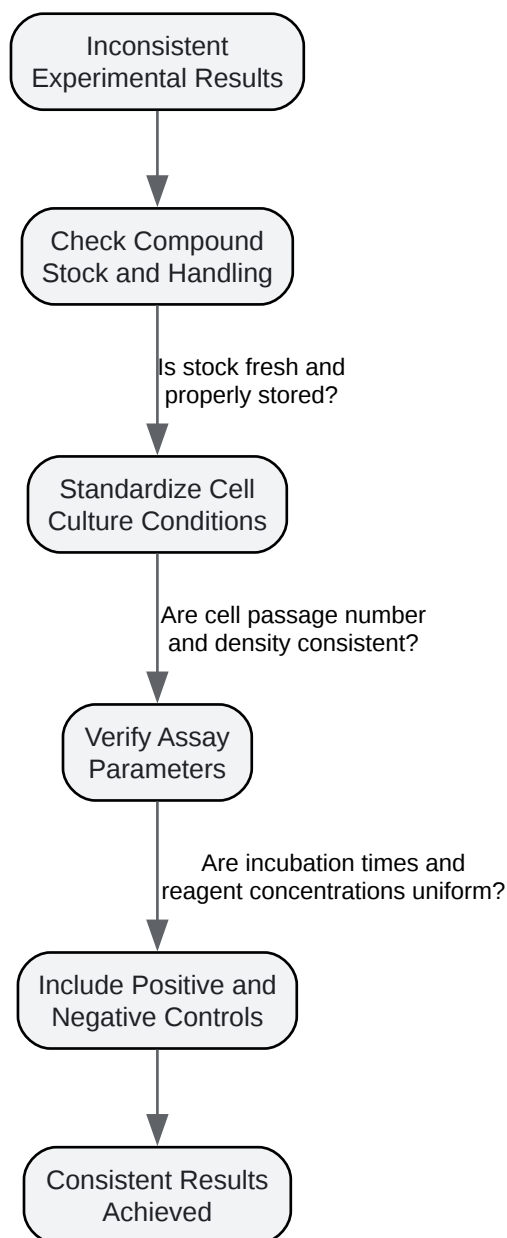 Inconsistent
Experimental Results
Check Compound
Stock and Handling
Is stock fresh and
properly stored?
Standardize Cell
Culture Conditions
Are cell passage number
and density consistent?
Verify Assay
Parameters
Are incubation times and
reagent concentrations uniform?
Include Positive and
Negative Controls
Consistent Results
Achieved